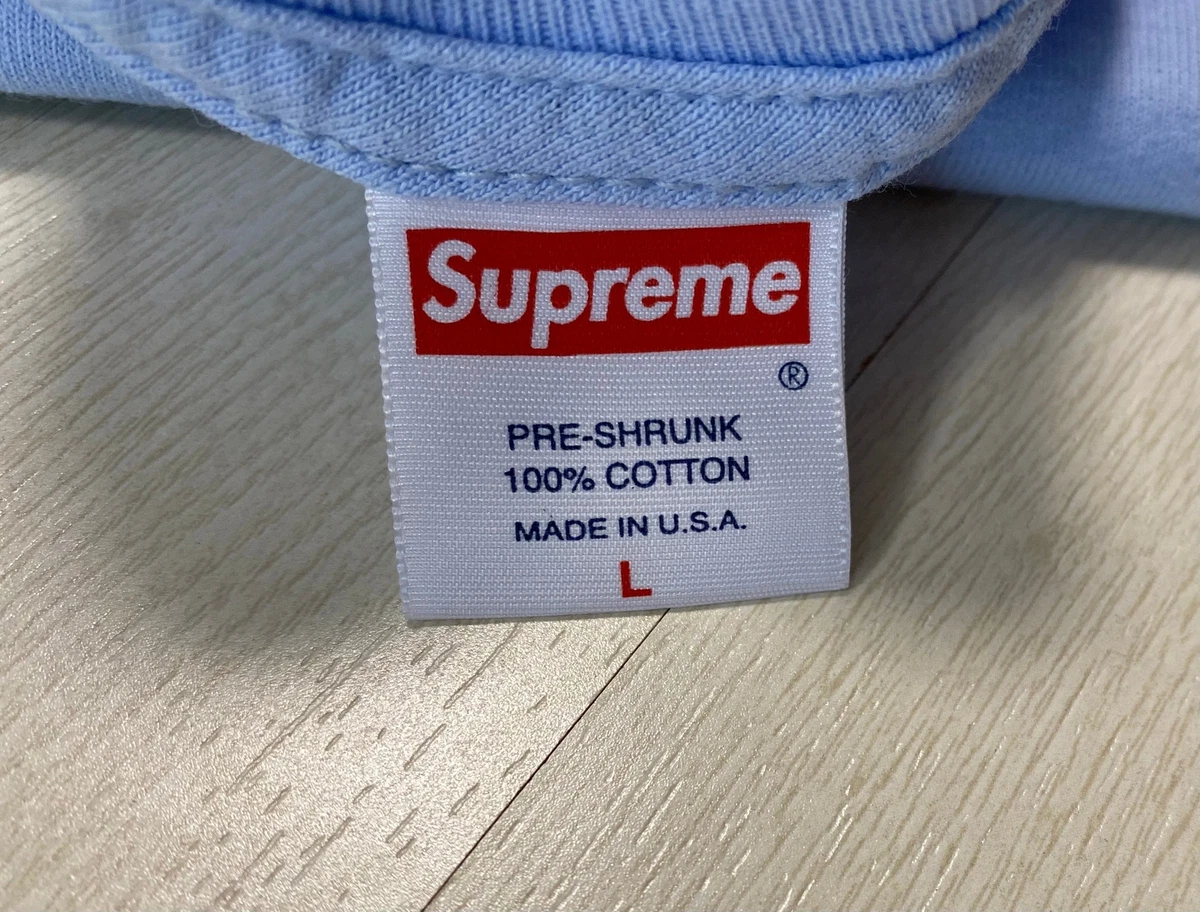 Supreme
®
PRE-SHRUNK
100% COTTON
MADE IN U.S.A.
L